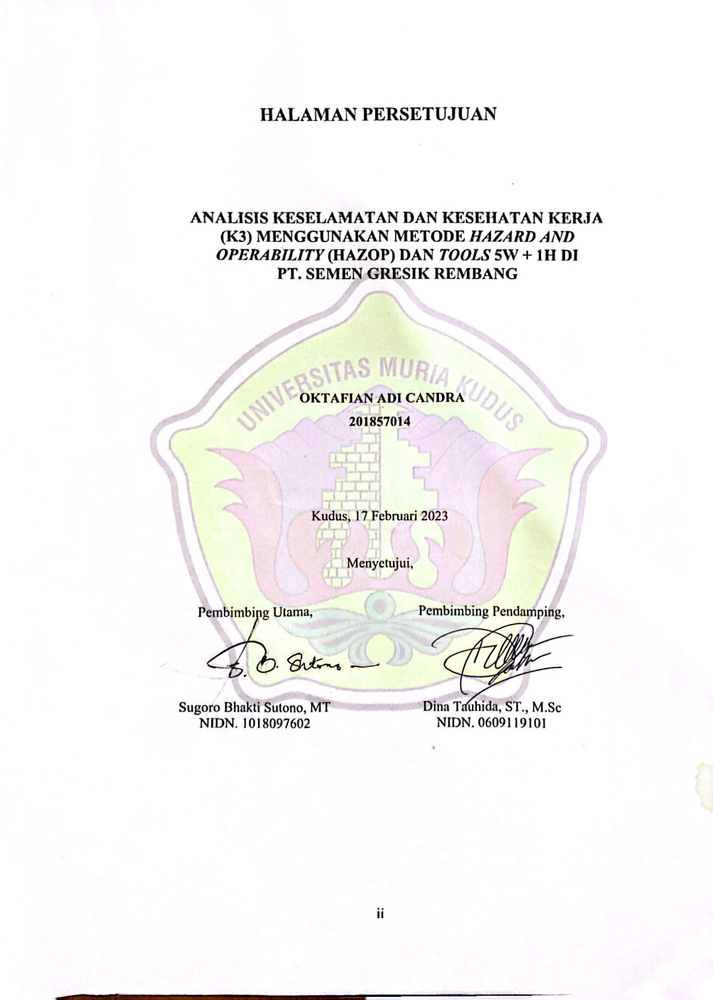 HALAMAN PERSETUJUAN
ANALISIS KESELAMATAN DAN KESEHATAN KERJA
(K3) MENGGUNAKAN METODE HAZARD AND
OPERABILITY (HAZOP) DAN TOOLS 5W + 1H DI
PT. SEMEN GRESIK REMBANG
UNIVERSITAS MURIA KUDUS
OKTAFIAN ADI CANDRA
201857014
Kudus, 17 Februari 2023
Menyetujui,
Pembimbing Utama,
Pembimbing Pendamping,
S. B. Sutono
Sugoro Bhakti Sutono, MT
NIDN. 1018097602
Dina Tauhida, ST., M.Sc
NIDN. 0609119101
ii